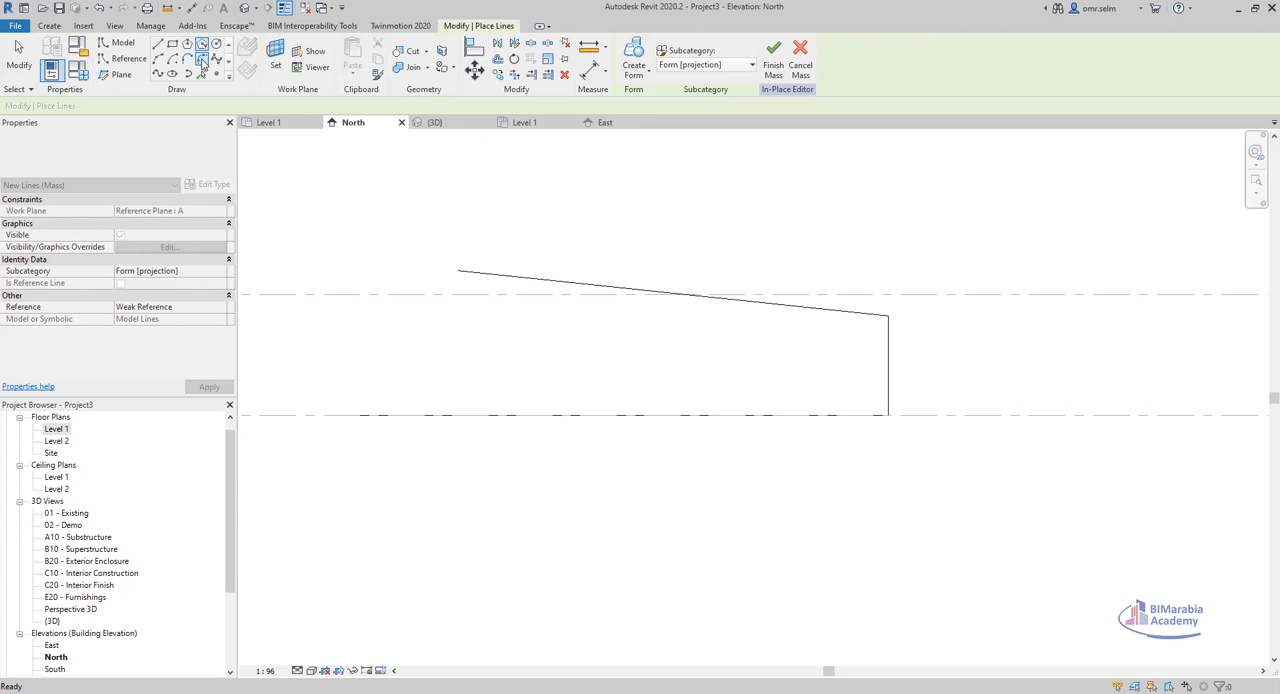 Autodesk Revit 2020.2 - Project3 - Elevation: North
omr.selm
File Create Insert View Manage Add-Ins Enscape™ BIM Interoperability Tools Twinmotion 2020 Modify | Place Lines
Modify
Model
Reference
Plane
Set
Show
Viewer
Paste
Cut
Join
Create
Form
Subcategory:
Form [projection]
Finish
Mass
Cancel
Mass
Select Properties Draw Work Plane Clipboard Geometry Modify Measure Form Subcategory In-Place Editor
Modify | Place Lines
Properties
Level 1 North {3D} Level 1 East
New Lines (Mass) Edit Type
Constraints
Work Plane Reference Plane : A
Graphics
Visible
Visibility/Graphics Overrides Edit...
Identity Data
Subcategory Form [projection]
Is Reference Line
Other
Reference Weak Reference
Model or Symbolic Model Lines
Properties help Apply
Project Browser - Project3
Floor Plans
Level 1
Level 2
Site
Ceiling Plans
Level 1
Level 2
3D Views
01 - Existing
02 - Demo
A10 - Substructure
B10 - Superstructure
B20 - Exterior Enclosure
C10 - Interior Construction
C20 - Interior Finish
E20 - Furnishings
Perspective 3D
{3D}
Elevations (Building Elevation)
East
North
South
BIMarabia
Academy
1 : 96
Ready
:0